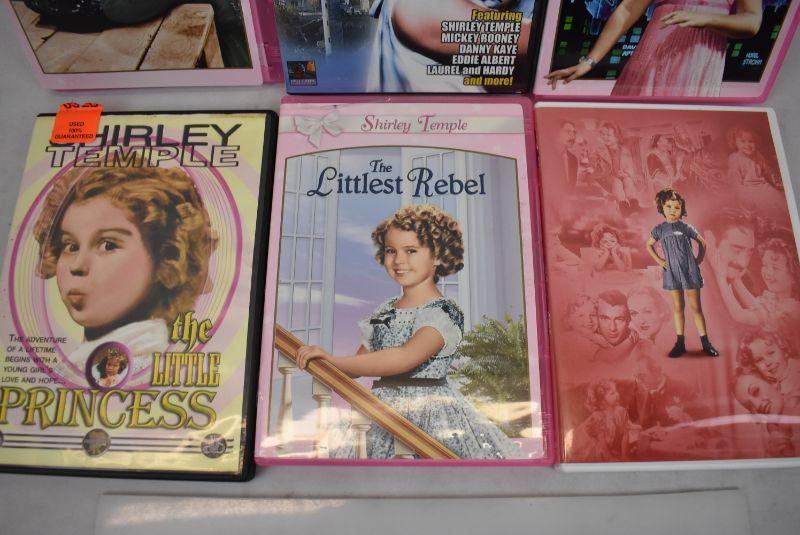 Featuring
SHIRLEY TEMPLE
MICKEY ROONEY
DANNY KAYE
EDDIE ALBERT
LAUREL and HARDY
and more!
USED
100%
GUARANTEED
SHIRLEY
TEMPLE
THE ADVENTURE
OF A LIFETIME
BEGINS WITH A
YOUNG GIRL'S
LOVE AND HOPE...
the
LITTLE
PRINCESS
Shirley Temple
The
Littlest Rebel